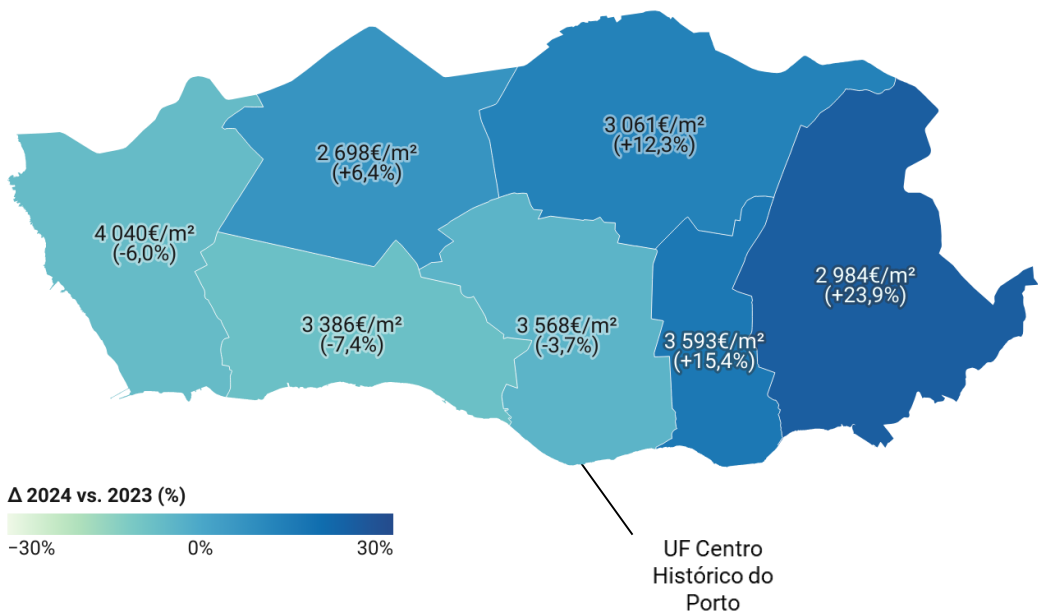 3 061€/m²
(+12,3%)
2 698€/m²
(+6,4%)
4 040€/m²
(-6,0%)
2 984€/m²
(+23,9%)
3 386€/m²
(-7,4%)
3 568€/m²
(-3,7%)
3 593€/m²
(+15,4%)
Δ 2024 vs. 2023 (%)
−30%
0%
30%
UF Centro
Histórico do
Porto